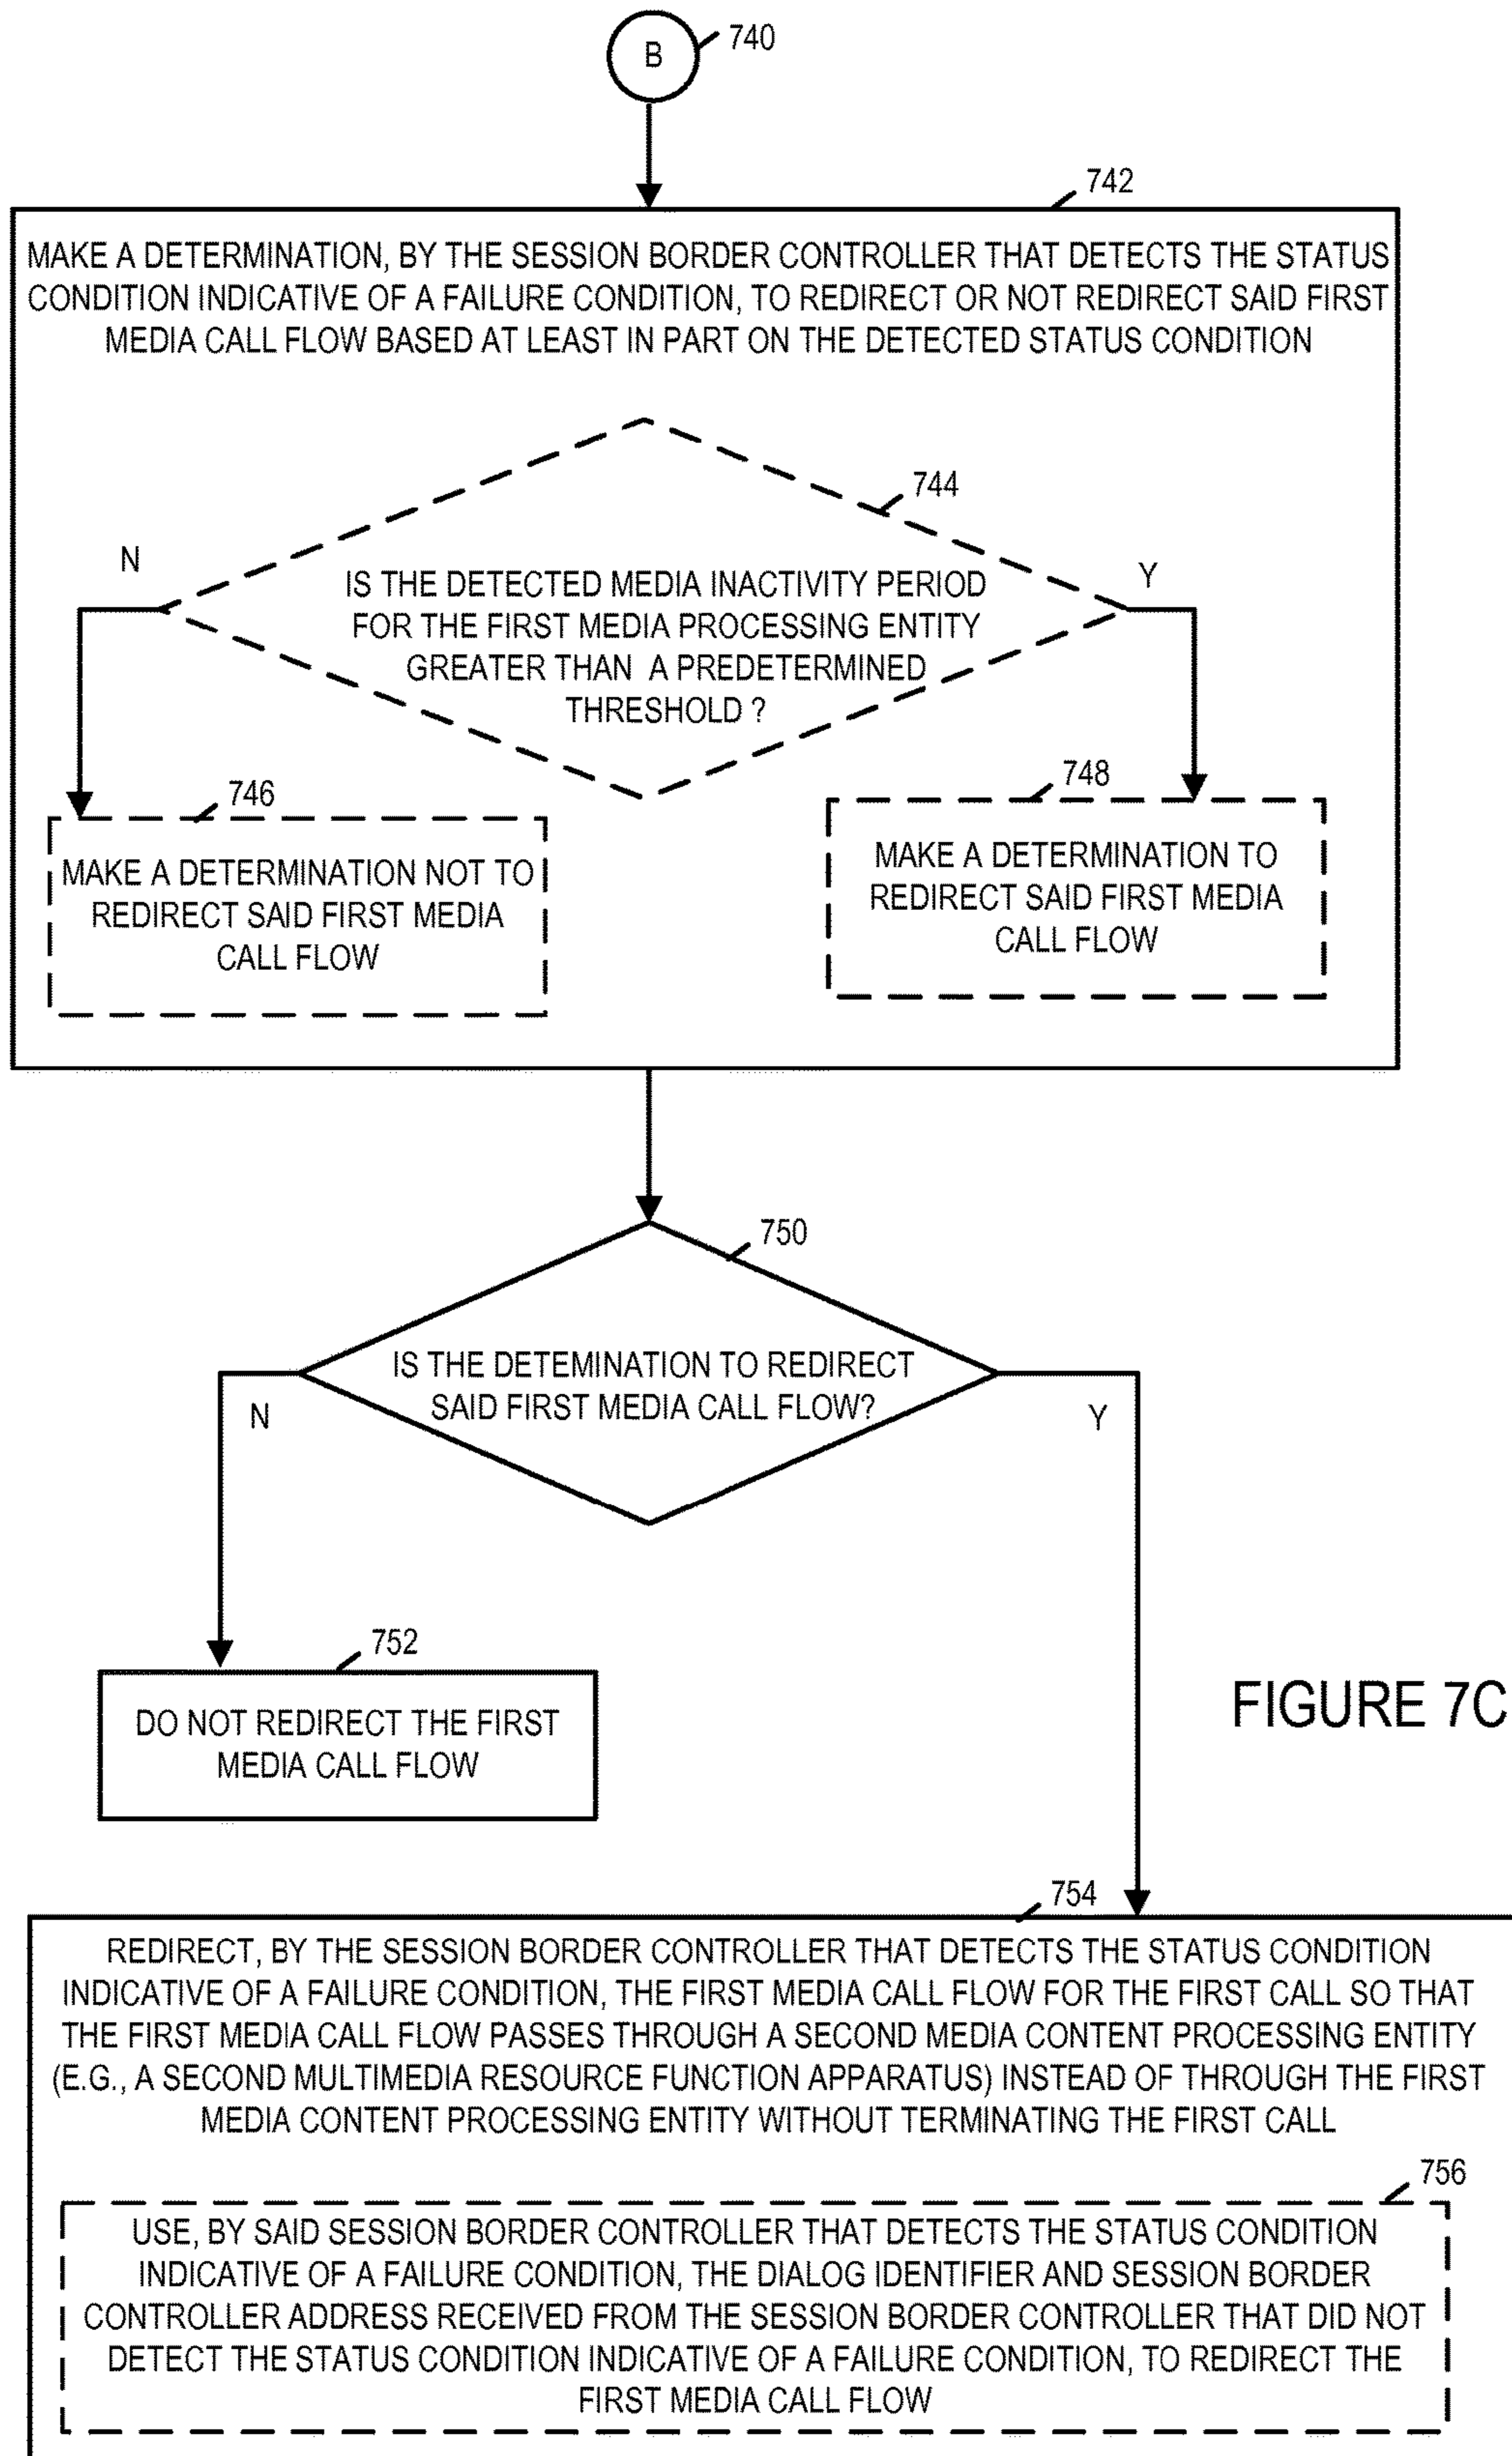 B
740
742
MAKE A DETERMINATION, BY THE SESSION BORDER CONTROLLER THAT DETECTS THE STATUS
CONDITION INDICATIVE OF A FAILURE CONDITION, TO REDIRECT OR NOT REDIRECT SAID FIRST
MEDIA CALL FLOW BASED AT LEAST IN PART ON THE DETECTED STATUS CONDITION
744
N
Y
IS THE DETECTED MEDIA INACTIVITY PERIOD
FOR THE FIRST MEDIA PROCESSING ENTITY
GREATER THAN A PREDETERMINED
THRESHOLD ?
746
MAKE A DETERMINATION NOT TO
REDIRECT SAID FIRST MEDIA
CALL FLOW
748
MAKE A DETERMINATION TO
REDIRECT SAID FIRST MEDIA
CALL FLOW
750
IS THE DETEMINATION TO REDIRECT
SAID FIRST MEDIA CALL FLOW?
N
Y
752
DO NOT REDIRECT THE FIRST
MEDIA CALL FLOW
FIGURE 7C
754
REDIRECT, BY THE SESSION BORDER CONTROLLER THAT DETECTS THE STATUS CONDITION
INDICATIVE OF A FAILURE CONDITION, THE FIRST MEDIA CALL FLOW FOR THE FIRST CALL SO THAT
THE FIRST MEDIA CALL FLOW PASSES THROUGH A SECOND MEDIA CONTENT PROCESSING ENTITY
(E.G., A SECOND MULTIMEDIA RESOURCE FUNCTION APPARATUS) INSTEAD OF THROUGH THE FIRST
MEDIA CONTENT PROCESSING ENTITY WITHOUT TERMINATING THE FIRST CALL
756
USE, BY SAID SESSION BORDER CONTROLLER THAT DETECTS THE STATUS CONDITION
INDICATIVE OF A FAILURE CONDITION, THE DIALOG IDENTIFIER AND SESSION BORDER
CONTROLLER ADDRESS RECEIVED FROM THE SESSION BORDER CONTROLLER THAT DID NOT
DETECT THE STATUS CONDITION INDICATIVE OF A FAILURE CONDITION, TO REDIRECT THE
FIRST MEDIA CALL FLOW